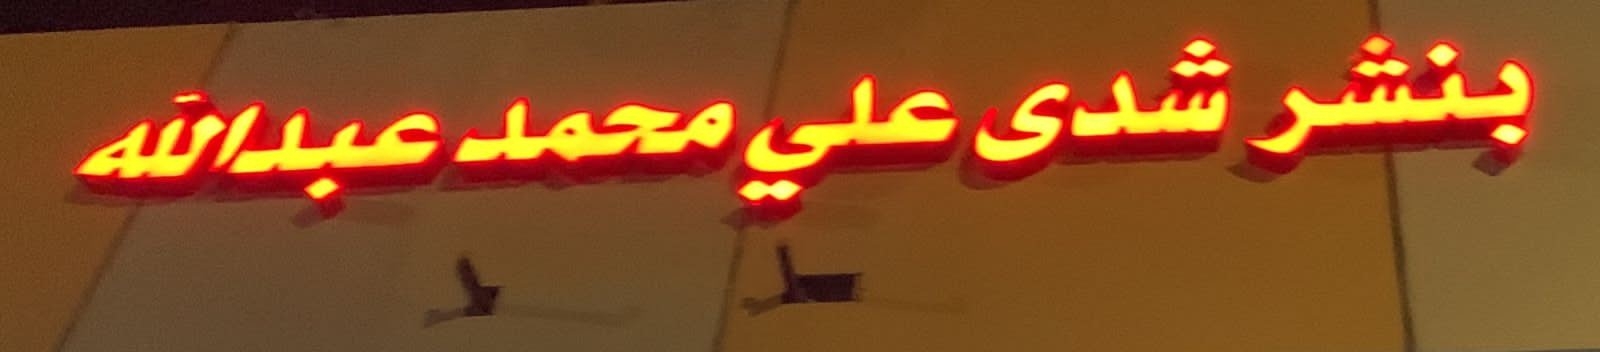 بنشر شدى علي محمد عبدالله